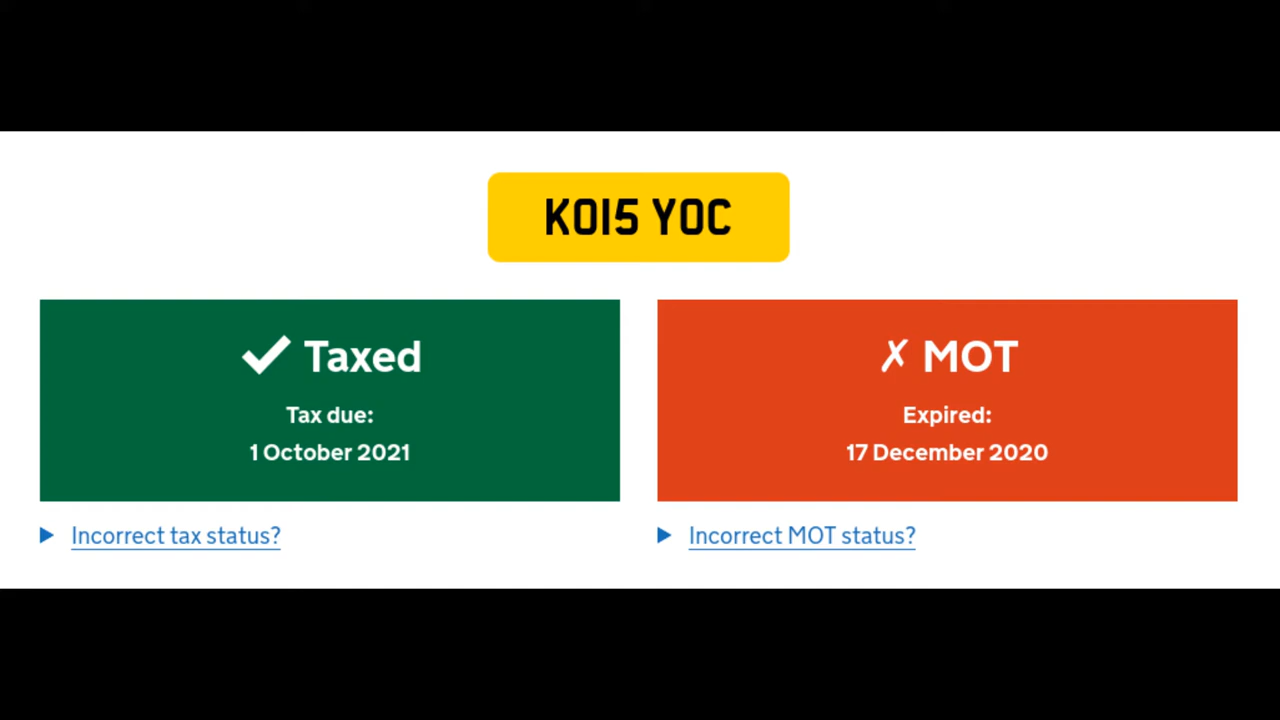 KO15 YOC
✓ Taxed
Tax due:
1 October 2021
✗ MOT
Expired:
17 December 2020
▶ Incorrect tax status?
▶ Incorrect MOT status?